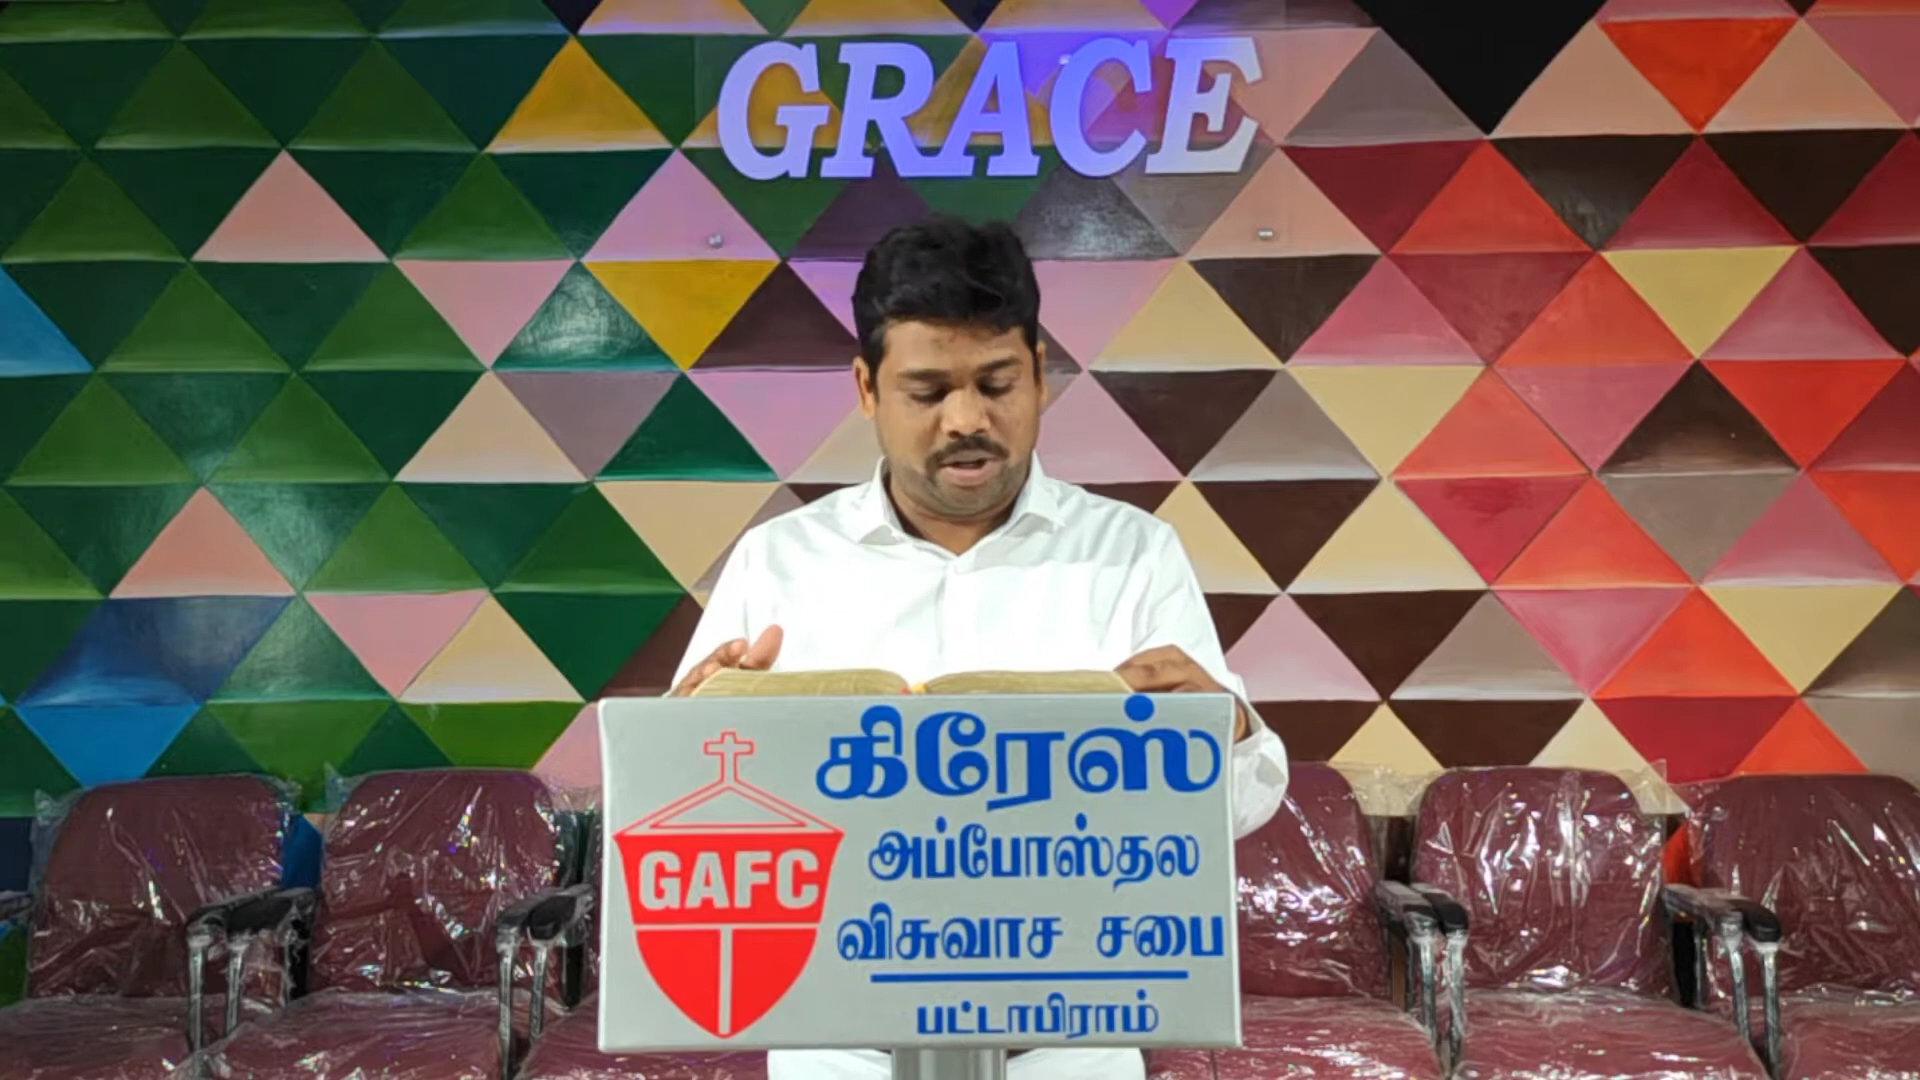 GRACE
கிரேஸ்
GAFC
அப்போஸ்தல
விசுவாச சபை
பட்டாபிராம்